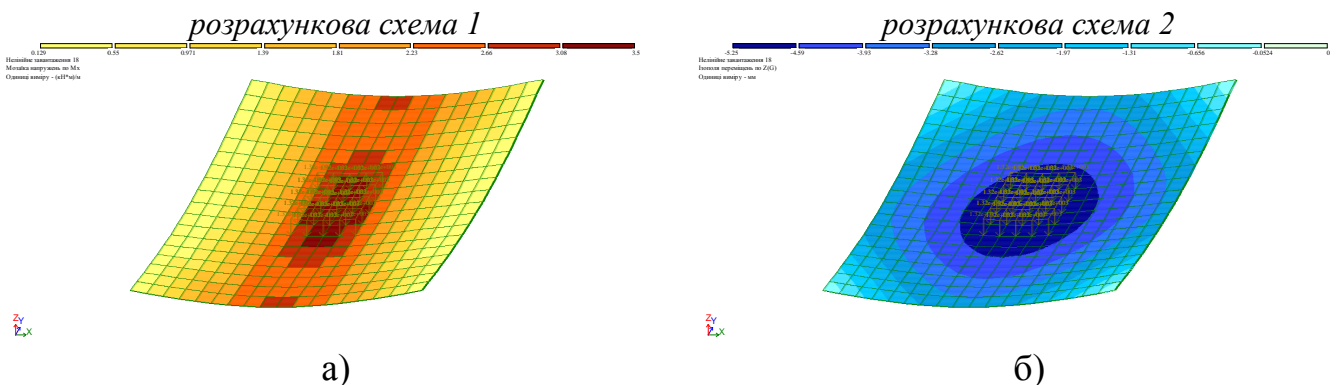 розрахункова схема 1
розрахункова схема 2
0.129 0.55 0.971 1.39 1.81 2.23 2.66 3.08 3.5
-5.25 -4.59 -3.93 -3.28 -2.62 -1.97 -1.31 -0.656 -0.0524 0
Нелінійне завантаження 18
Мозаїка напружень по Mx
Одиниці виміру - (кН*м)/м
Нелінійне завантаження 18
Ізополя переміщень по Z(G)
Одиниці виміру - мм
Z
Y
X
Z
Y
X
а)
б)